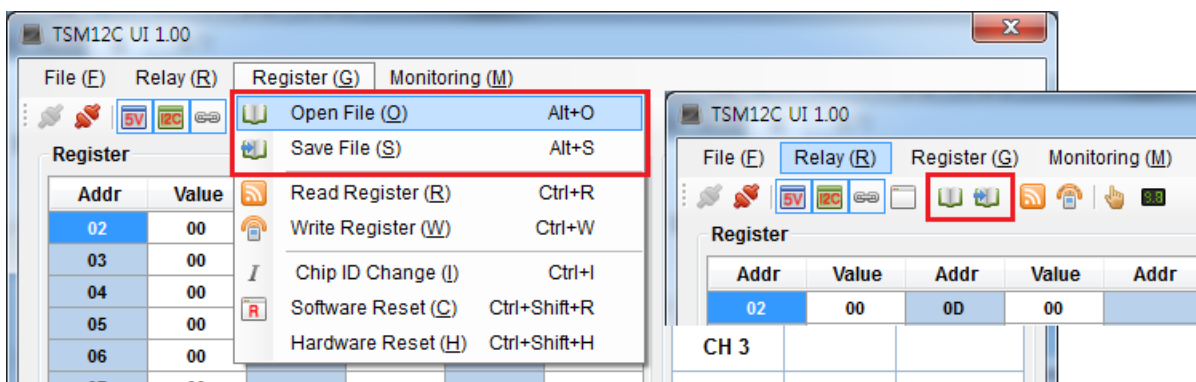 TSM12C UI 1.00
x
File (F) Relay (R) Register (G) Monitoring (M)
5V I2C
Open File (O) Alt+O
Save File (S) Alt+S
Read Register (R) Ctrl+R
Write Register (W) Ctrl+W
I Chip ID Change (I) Ctrl+I
R Software Reset (C) Ctrl+Shift+R
Hardware Reset (H) Ctrl+Shift+H
Register
Addr Value
02 00
03 00
04 00
05 00
06 00
TSM12C UI 1.00
File (F) Relay (R) Register (G) Monitoring (M)
5V I2C 9.8
Register
Addr Value Addr Value Addr
02 00 0D 00
CH 3